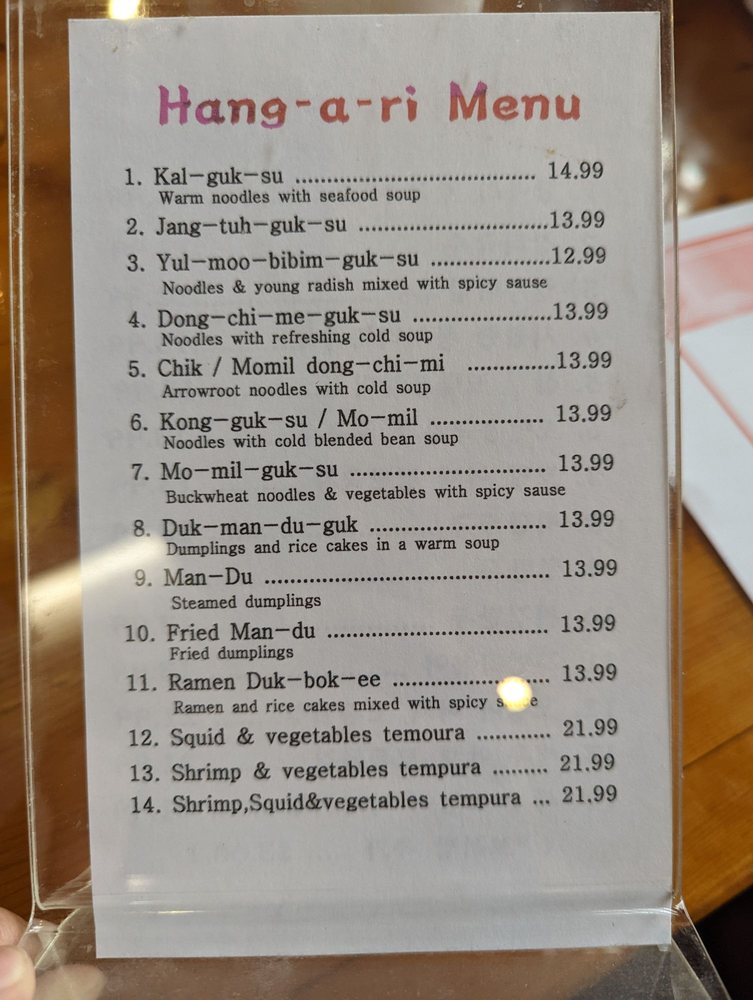 Hang-a-ri Menu
1. Kal-guk-su ...................................... 14.99
Warm noodles with seafood soup
2. Jang-tuh-guk-su ..............................13.99
3. Yul-moo-bibim-guk-su ...................12.99
Noodles & young radish mixed with spicy sause
4. Dong-chi-me-guk-su ......................13.99
Noodles with refreshing cold soup
5. Chik / Momil dong-chi-mi ..............13.99
Arrowroot noodles with cold soup
6. Kong-guk-su / Mo-mil .................. 13.99
Noodles with cold blended bean soup
7. Mo-mil-guk-su ............................... 13.99
Buckwheat noodles & vegetables with spicy sause
8. Duk-man-du-guk ............................ 13.99
Dumplings and rice cakes in a warm soup
9. Man-Du ............................................. 13.99
Steamed dumplings
10. Fried Man-du ................................... 13.99
Fried dumplings
11. Ramen Duk-bok-ee ......................... 13.99
Ramen and rice cakes mixed with spicy
12. Squid & vegetables temoura ............ 21.99
13. Shrimp & vegetables tempura ......... 21.99
14. Shrimp,Squid&vegetables tempura ... 21.99